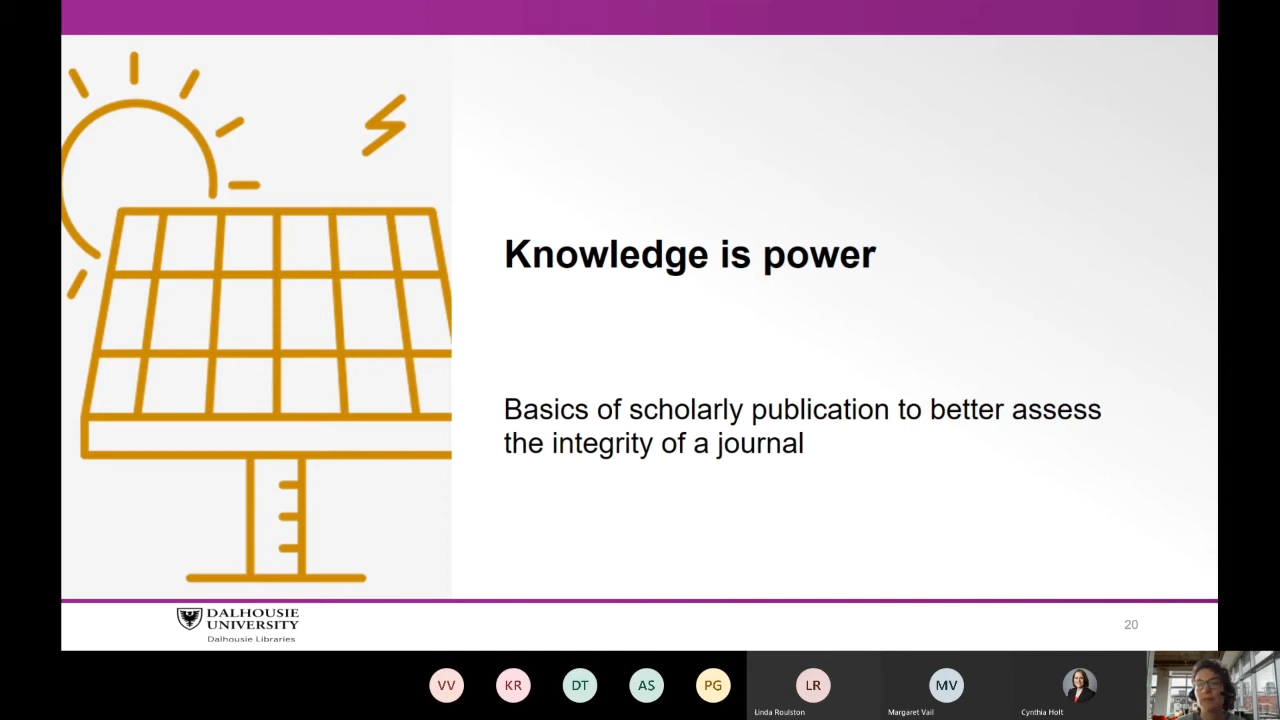 Knowledge is power
Basics of scholarly publication to better assess
the integrity of a journal
DALHOUSIE
UNIVERSITY
Dalhousie Libraries
20
VV
KR
DT
AS
PG
LR
MV
Linda Roulston
Margaret Vail
Cynthia Holt